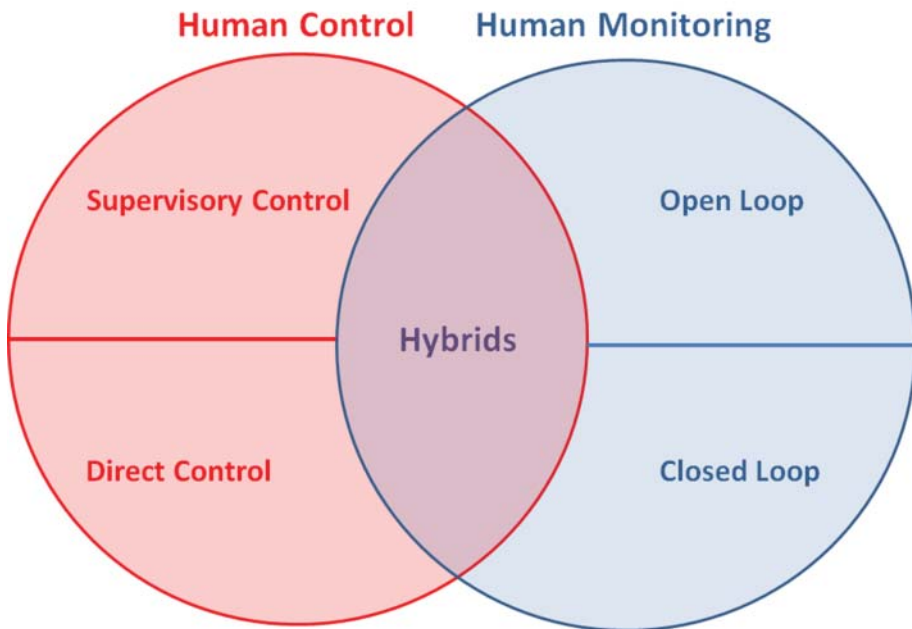 Human Control
Human Monitoring
Supervisory Control
Open Loop
Hybrids
Direct Control
Closed Loop